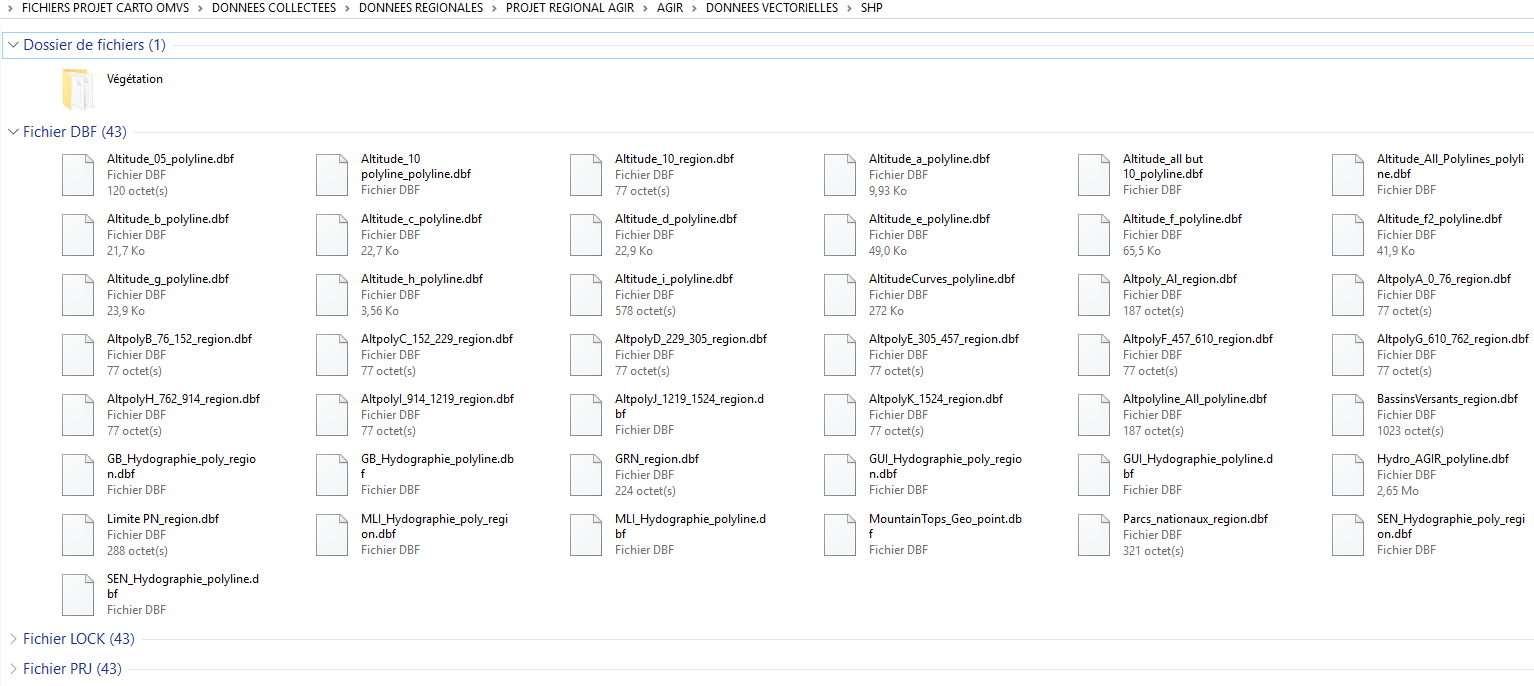 FICHIERS PROJET CARTO OMVS > DONNEES COLLECTEES > DONNEES REGIONALES > PROJET REGIONAL AGIR > AGIR > DONNEES VECTORIELLES > SHP
Dossier de fichiers (1)
Végétation
Fichier DBF (43)
Altitude_05_polyline.dbf
Fichier DBF
120 octet(s)
Altitude_10
polyline_polyline.dbf
Fichier DBF
Altitude_10_region.dbf
Fichier DBF
77 octet(s)
Altitude_a_polyline.dbf
Fichier DBF
9,93 Ko
Altitude_all but
10_polyline.dbf
Fichier DBF
Altitude_All_Polylines_polyli
ne.dbf
Fichier DBF
Altitude_b_polyline.dbf
Fichier DBF
21,7 Ko
Altitude_c_polyline.dbf
Fichier DBF
22,7 Ko
Altitude_d_polyline.dbf
Fichier DBF
22,9 Ko
Altitude_e_polyline.dbf
Fichier DBF
49,0 Ko
Altitude_f_polyline.dbf
Fichier DBF
65,5 Ko
Altitude_f2_polyline.dbf
Fichier DBF
41,9 Ko
Altitude_g_polyline.dbf
Fichier DBF
23,9 Ko
Altitude_h_polyline.dbf
Fichier DBF
3,56 Ko
Altitude_i_polyline.dbf
Fichier DBF
578 octet(s)
AltitudeCurves_polyline.dbf
Fichier DBF
272 Ko
Altpoly_Al_region.dbf
Fichier DBF
187 octet(s)
AltpolyA_0_76_region.dbf
Fichier DBF
77 octet(s)
AltpolyB_76_152_region.dbf
Fichier DBF
77 octet(s)
AltpolyC_152_229_region.dbf
Fichier DBF
77 octet(s)
AltpolyD_229_305_region.dbf
Fichier DBF
77 octet(s)
AltpolyE_305_457_region.dbf
Fichier DBF
77 octet(s)
AltpolyF_457_610_region.dbf
Fichier DBF
77 octet(s)
AltpolyG_610_762_region.dbf
Fichier DBF
77 octet(s)
AltpolyH_762_914_region.dbf
Fichier DBF
77 octet(s)
AltpolyI_914_1219_region.dbf
Fichier DBF
77 octet(s)
AltpolyJ_1219_1524_region.d
bf
Fichier DBF
AltpolyK_1524_region.dbf
Fichier DBF
77 octet(s)
Altpolyline_All_polyline.dbf
Fichier DBF
187 octet(s)
BassinsVersants_region.dbf
Fichier DBF
1023 octet(s)
GB_Hydographie_poly_regio
n.dbf
Fichier DBF
GB_Hydographie_polyline.db
f
Fichier DBF
GRN_region.dbf
Fichier DBF
224 octet(s)
GUI_Hydographie_poly_regio
n.dbf
Fichier DBF
GUI_Hydographie_polyline.d
bf
Fichier DBF
Hydro_AGIR_polyline.dbf
Fichier DBF
2,65 Mo
Limite PN_region.dbf
Fichier DBF
288 octet(s)
MLI_Hydographie_poly_regi
on.dbf
Fichier DBF
MLI_Hydographie_polyline.d
bf
Fichier DBF
MountainTops_Geo_point.db
f
Fichier DBF
Parcs_nationaux_region.dbf
Fichier DBF
321 octet(s)
SEN_Hydographie_poly_regi
on.dbf
Fichier DBF
SEN_Hydographie_polyline.d
bf
Fichier DBF
Fichier LOCK (43)
Fichier PRJ (43)